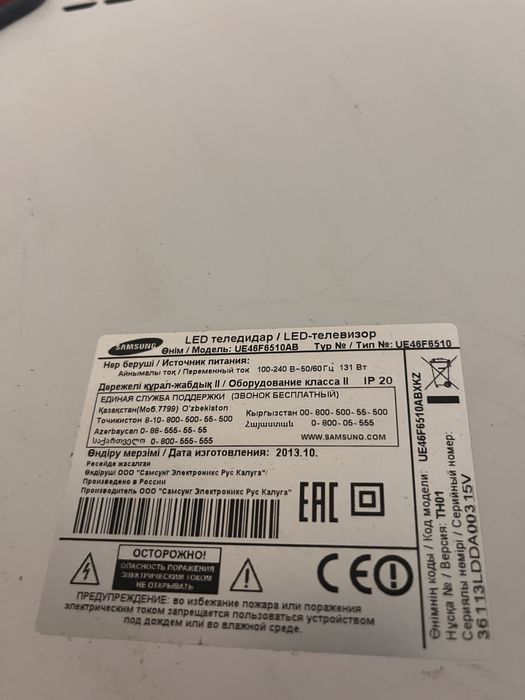 SAMSUNG
LED теледидар / LED-телевизор
Өнім / Модель: UE46F6510AB Түр № / Тип №: UE46F6510
Нәр беруші / Источник питания:
Айнымалы ток / Переменный ток 100-240 В~50/60Гц 131 Вт
Дәрежелі құрал-жабдық II / Оборудование класса II IP 20
ЕДИНАЯ СЛУЖБА ПОДДЕРЖКИ (ЗВОНОК БЕСПЛАТНЫЙ)
Қазақстан(Моб.7799) O'zbekiston
Точикистон 8-10-800-500-55-500
Кыргызстан 00-800-500-55-500
Azerbaycan 0-88-555-55-55
Հայաստան 0-800-05-555
საქართველო 0-800-555-555
WWW.SAMSUNG.COM
Өндіру мерзімі / Дата изготовления: 2013.10.
Ресейде жасалған
Өндіруші ООО "Самсунг Электроникс Рус Калуга"
Произведено в России
Производитель ООО "Самсунг Электроникс Рус Калуга"
EAC
ОСТОРОЖНО!
ОПАСНОСТЬ ПОРАЖЕНИЯ
ЭЛЕКТРИЧЕСКИМ ТОКОМ
НЕ ОТКРЫВАТЬ
CE
ПРЕДУПРЕЖДЕНИЕ: во избежание пожара или поражения
электрическим током запрещается пользоваться устройством
под дождем или во влажной среде.
Өнімнің коды / Код модели: UE46F6510ABXKZ
Нұсқа № / Версия: TH01
Сериялы нөмірі / Серийный номер:
36113LDDA00315V